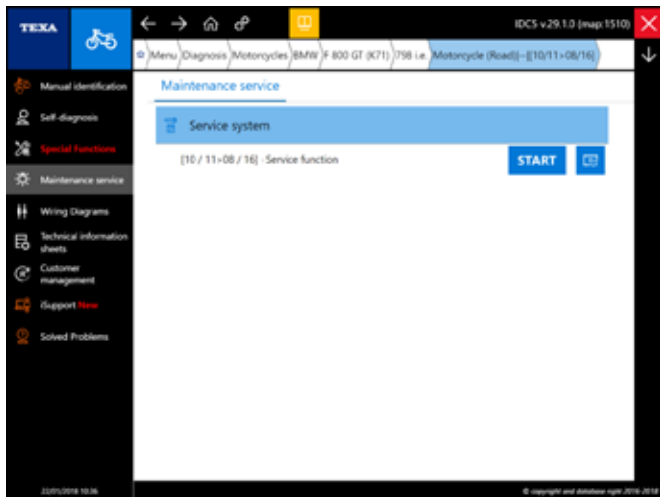 TEXA
IDC5 v.29.1.0 (map:1510)
Menu Diagnosis Motorcycles BMW F 800 GT (K71) 798 i.e. Motorcycle (Road)|--|[10/11>08/16]
Manual identification
Self-diagnosis
Special Functions
Maintenance service
Wiring Diagrams
Technical information
sheets
Customer
management
iSupport New
Solved Problems
Maintenance service
Service system
[10 / 11>08 / 16] - Service function
START
22/01/2018 10:36
© copyright and database right 2016-2018